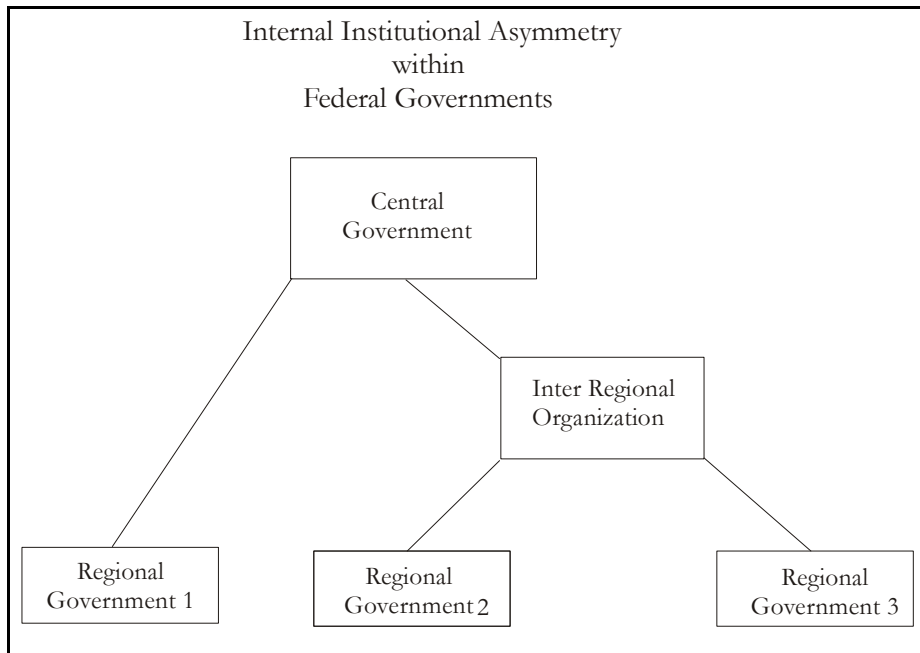 Internal Institutional Asymmetry
within
Federal Governments
Central
Government
Inter Regional
Organization
Regional
Government 1
Regional
Government 2
Regional
Government 3